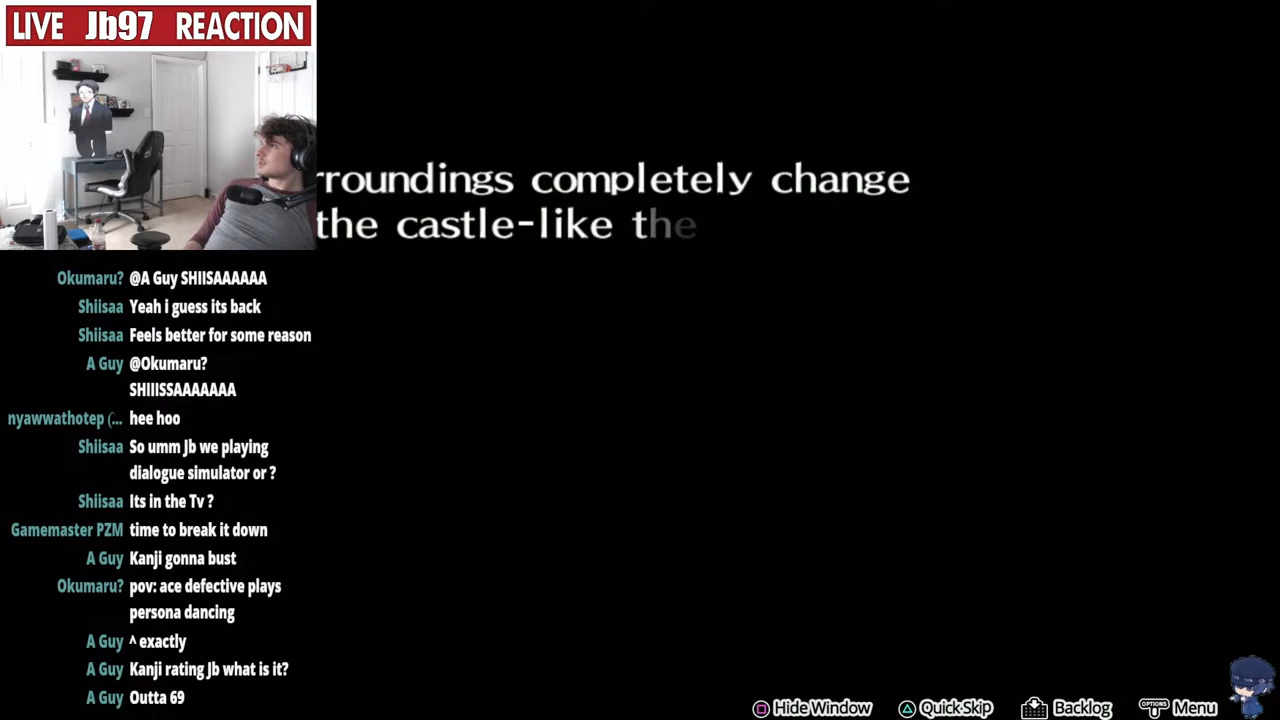 LIVE Jb97 REACTION
rroundings completely change
the castle-like the
Okumaru? @A Guy SHIISAAAAAA
Shiisaa Yeah i guess its back
Shiisaa Feels better for some reason
A Guy @Okumaru?
SHIIISSAAAAAAA
nyawwathotep (... hee hoo
Shiisaa So umm Jb we playing
dialogue simulator or ?
Shiisaa Its in the Tv ?
Gamemaster PZM time to break it down
A Guy Kanji gonna bust
Okumaru? pov: ace defective plays
persona dancing
A Guy ^ exactly
A Guy Kanji rating Jb what is it?
A Guy Outta 69
Hide Window Quick Skip Backlog OPTIONS Menu